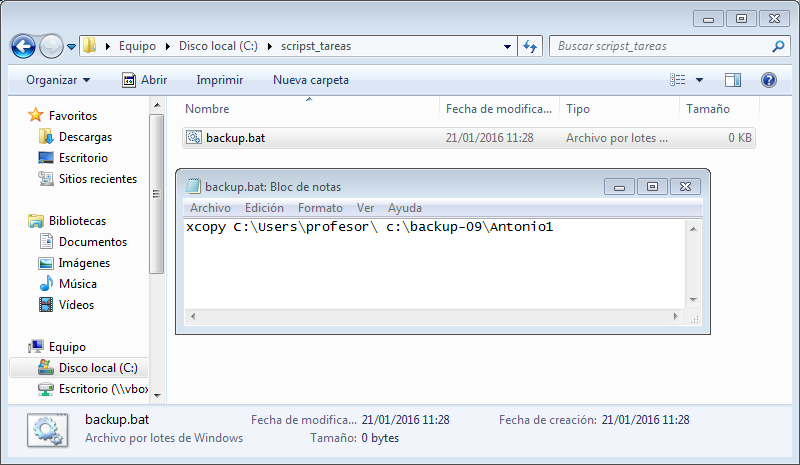 Equipo ▸ Disco local (C:) ▸ scripst_tareas
Buscar scripst_tareas
Organizar Abrir Imprimir Nueva carpeta
Favoritos
Descargas
Escritorio
Sitios recientes
Bibliotecas
Documentos
Imágenes
Música
Vídeos
Equipo
Disco local (C:)
Escritorio (\\vbox
Nombre Fecha de modifica... Tipo Tamaño
backup.bat 21/01/2016 11:28 Archivo por lotes ... 0 KB
backup.bat: Bloc de notas
Archivo Edición Formato Ver Ayuda
xcopy C:\Users\profesor\ c:\backup-09\Antonio1
backup.bat Fecha de modifica... 21/01/2016 11:28 Fecha de creación: 21/01/2016 11:28
Archivo por lotes de Windows Tamaño: 0 bytes